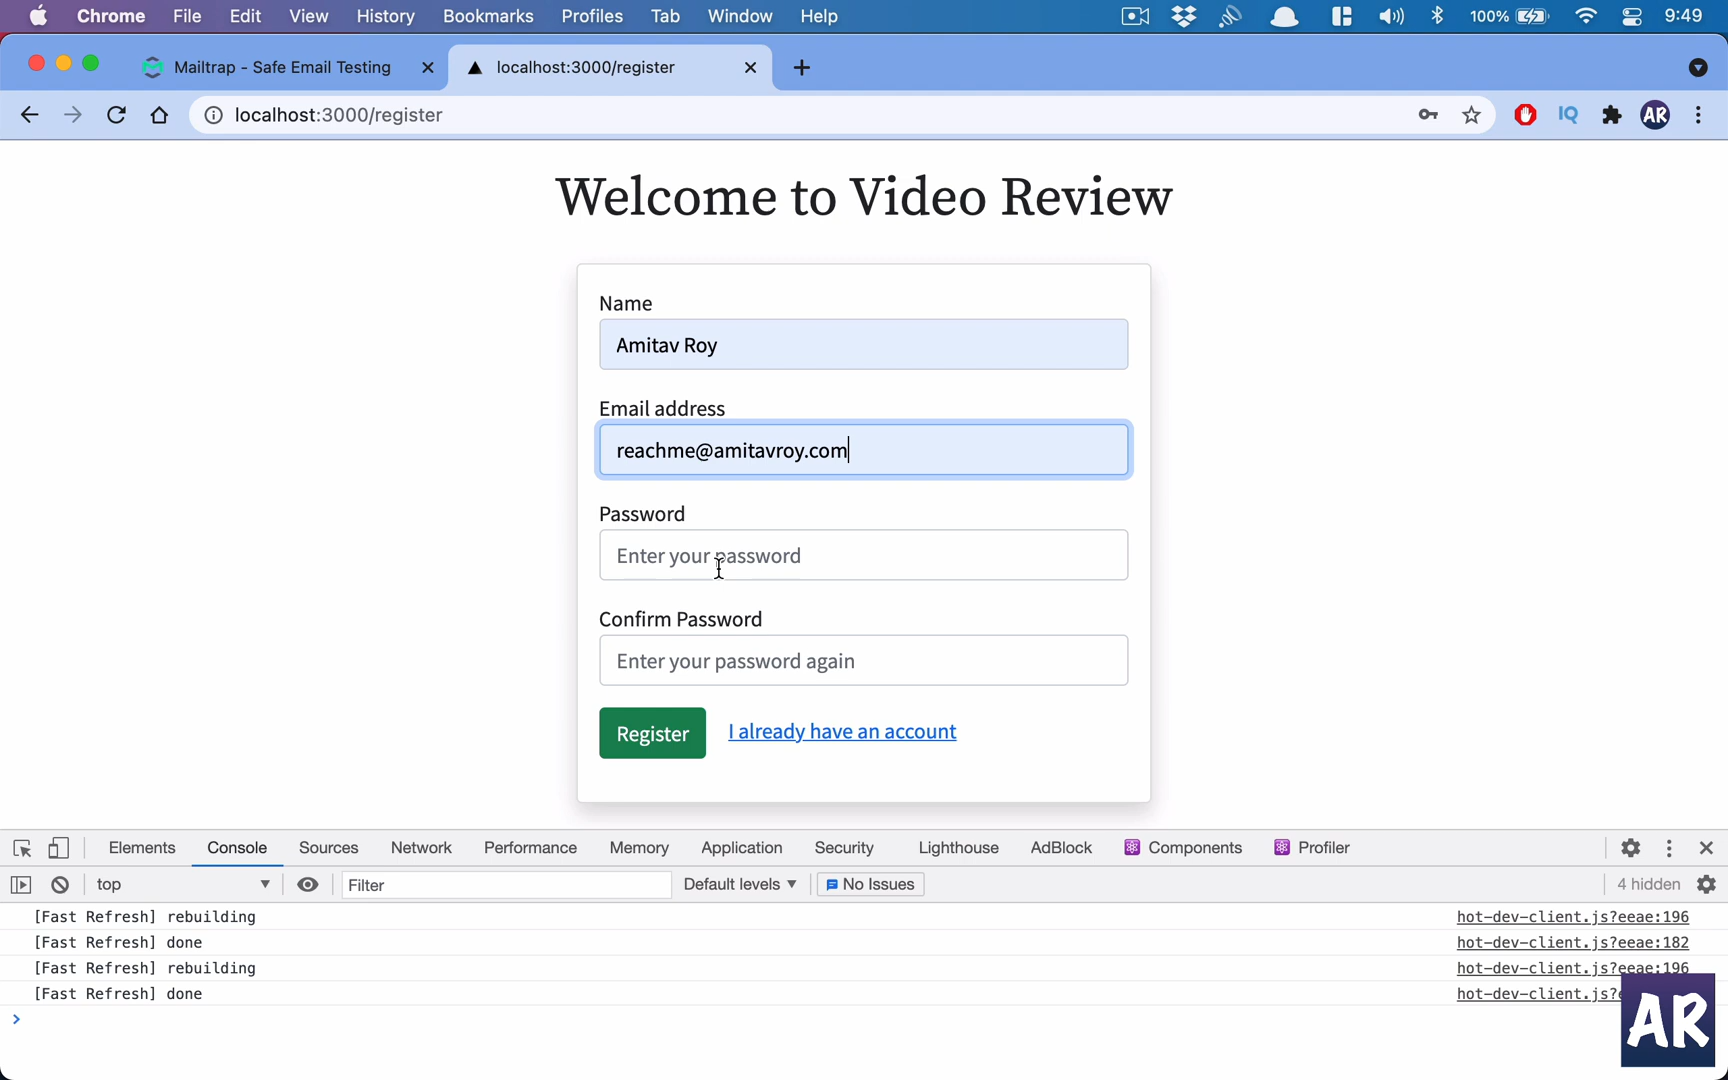 Chrome File Edit View History Bookmarks Profiles Tab Window Help 100% 9:49
Mailtrap - Safe Email Testing localhost:3000/register
localhost:3000/register IQ AR
Welcome to Video Review
Name
Amitav Roy
Email address
reachme@amitavroy.com
Password
Enter your password
Confirm Password
Enter your password again
Register I already have an account
Elements Console Sources Network Performance Memory Application Security Lighthouse AdBlock Components Profiler
top Filter Default levels No Issues 4 hidden
[Fast Refresh] rebuilding hot-dev-client.js?eeae:196
[Fast Refresh] done hot-dev-client.js?eeae:182
[Fast Refresh] rebuilding hot-dev-client.js?eeae:196
[Fast Refresh] done hot-dev-client.js?
AR